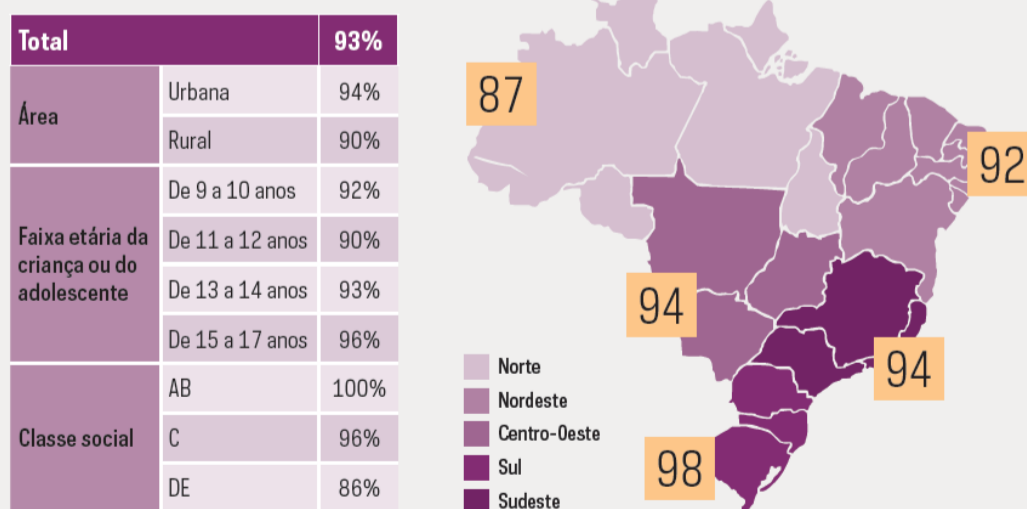 Total 93%
Área
Urbana 94%
Rural 90%
Faixa etária da
criança ou do
adolescente
De 9 a 10 anos 92%
De 11 a 12 anos 90%
De 13 a 14 anos 93%
De 15 a 17 anos 96%
Classe social
AB 100%
C 96%
DE 86%
87
92
94
94
98
Norte
Nordeste
Centro-Oeste
Sul
Sudeste